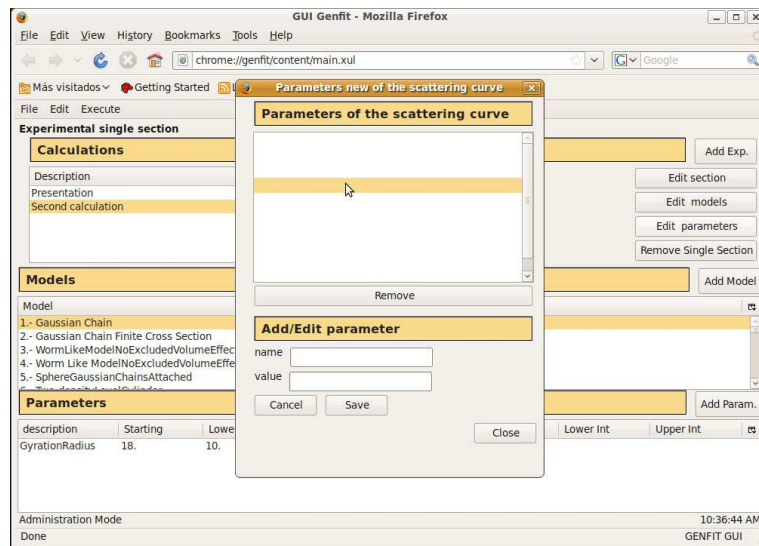 GUI Genfit - Mozilla Firefox
File Edit View History Bookmarks Tools Help
chrome://genfit/content/main.xul
Google
Más visitados Getting Started
Parameters new of the scattering curve
File Edit Execute
Experimental single section
Calculations
Add Exp.
Description
Presentation
Second calculation
Edit section
Edit models
Edit parameters
Remove Single Section
Parameters of the scattering curve
Remove
Add/Edit parameter
name
value
Cancel Save
Close
Models
Add Model
Model
1.- Gaussian Chain
2.- Gaussian Chain Finite Cross Section
3.- WormLikeModelNoExcludedVolumeEffec
4.- Worm Like ModelNoExcludedVolumeEffe
5.- SphereGaussianChainsAttached
Parameters
Add Param.
description Starting Lowe Lower Int Upper Int
GyrationRadius 18. 10.
Administration Mode 10:36:44 AM
Done GENFIT GUI